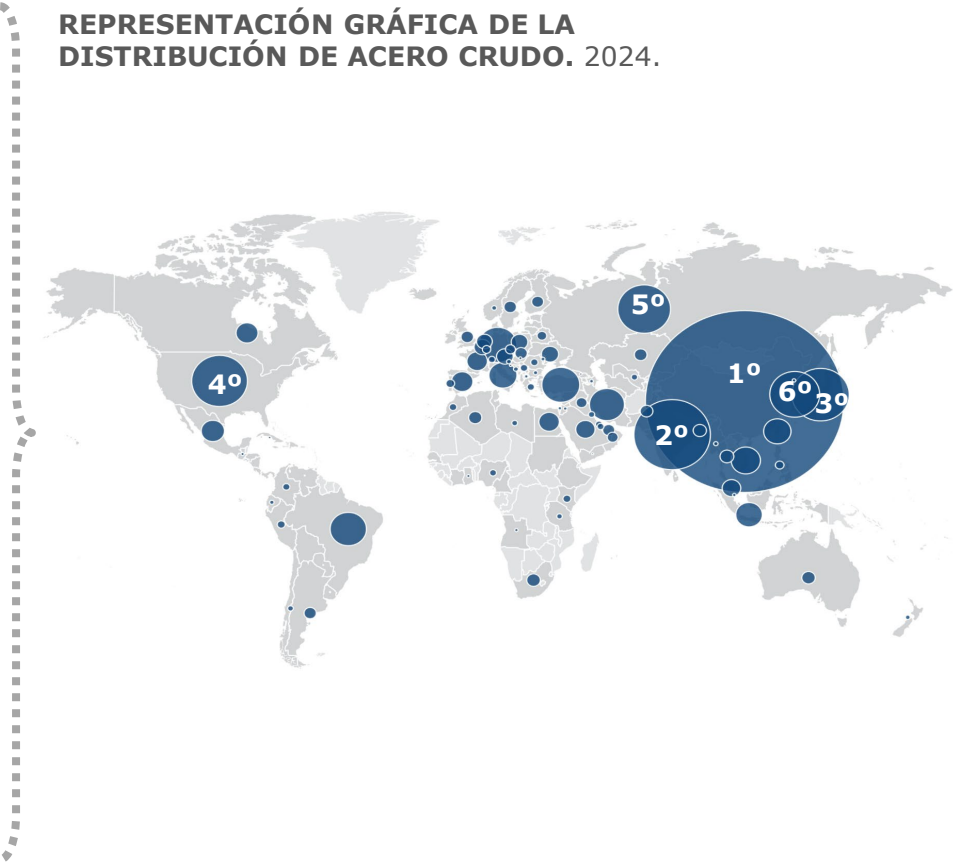 REPRESENTACIÓN GRÁFICA DE LA
DISTRIBUCIÓN DE ACERO CRUDO. 2024.
5º
1º
4º
6º
3º
2º